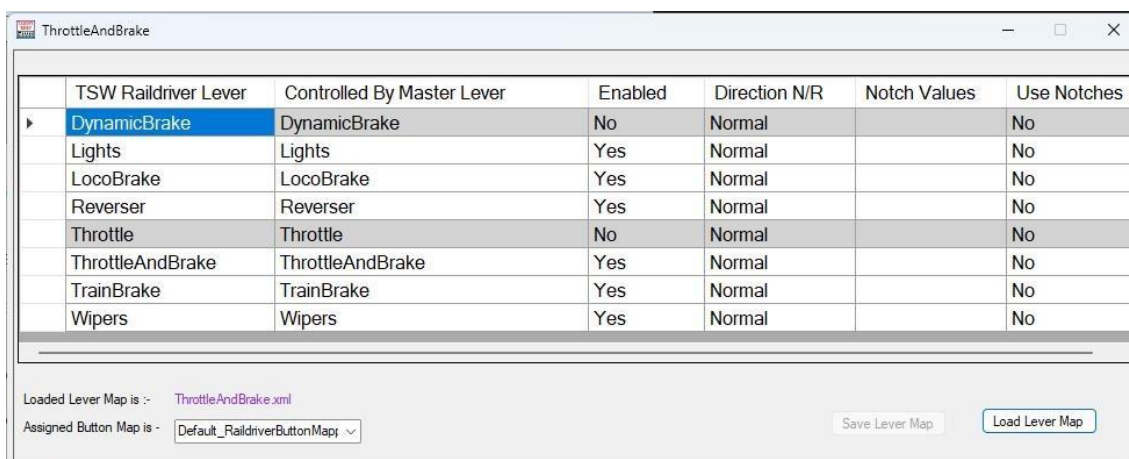 ThrottleAndBrake
TSW Raildriver Lever Controlled By Master Lever Enabled Direction N/R Notch Values Use Notches
DynamicBrake DynamicBrake No Normal No
Lights Lights Yes Normal No
LocoBrake LocoBrake Yes Normal No
Reverser Reverser Yes Normal No
Throttle Throttle No Normal No
ThrottleAndBrake ThrottleAndBrake Yes Normal No
TrainBrake TrainBrake Yes Normal No
Wipers Wipers Yes Normal No
Loaded Lever Map is :- ThrottleAndBrake.xml
Assigned Button Map is - Default_RaildriverButtonMapp
Save Lever Map Load Lever Map